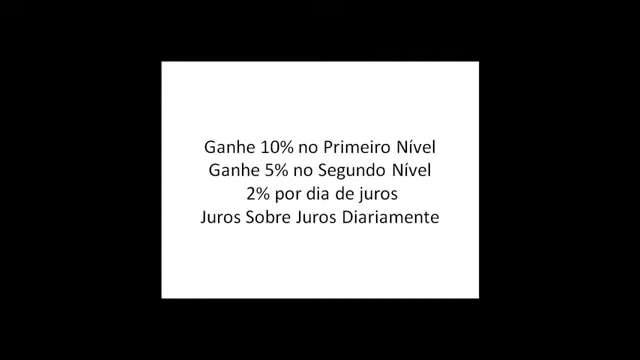 Ganhe 10% no Primeiro Nível
Ganhe 5% no Segundo Nível
2% por dia de juros
Juros Sobre Juros Diariamente